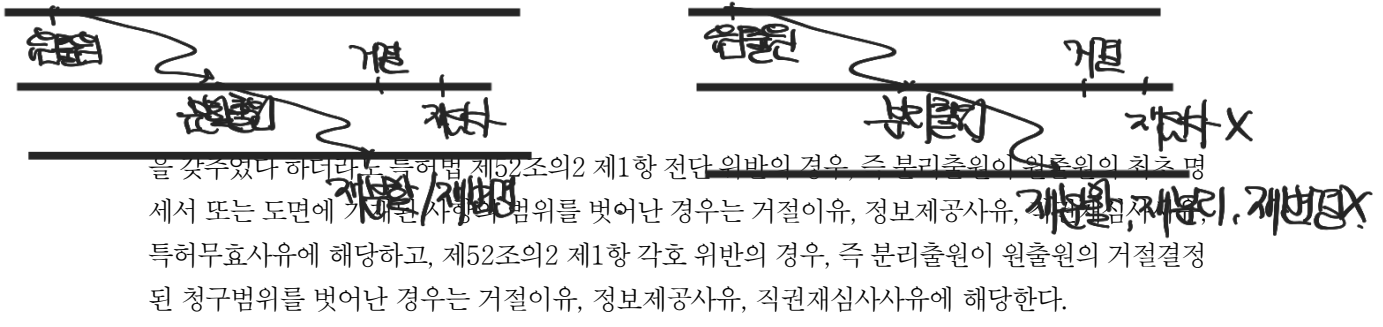 원출원 원출원
거절 거절
분할출원 분리출원
재심사 재심사 X
을 갖추었다 하더라도 특허법 제52조의2 제1항 전단 위반의 경우, 즉 분리출원이 원출원의 최초 명
재분할 / 재변경 재분할, 재분리, 재변경X
세서 또는 도면에 기재된 사항의 범위를 벗어난 경우는 거절이유, 정보제공사유,
특허무효사유에 해당하고, 제52조의2 제1항 각호 위반의 경우, 즉 분리출원이 원출원의 거절결정
된 청구범위를 벗어난 경우는 거절이유, 정보제공사유, 직권재심사사유에 해당한다.